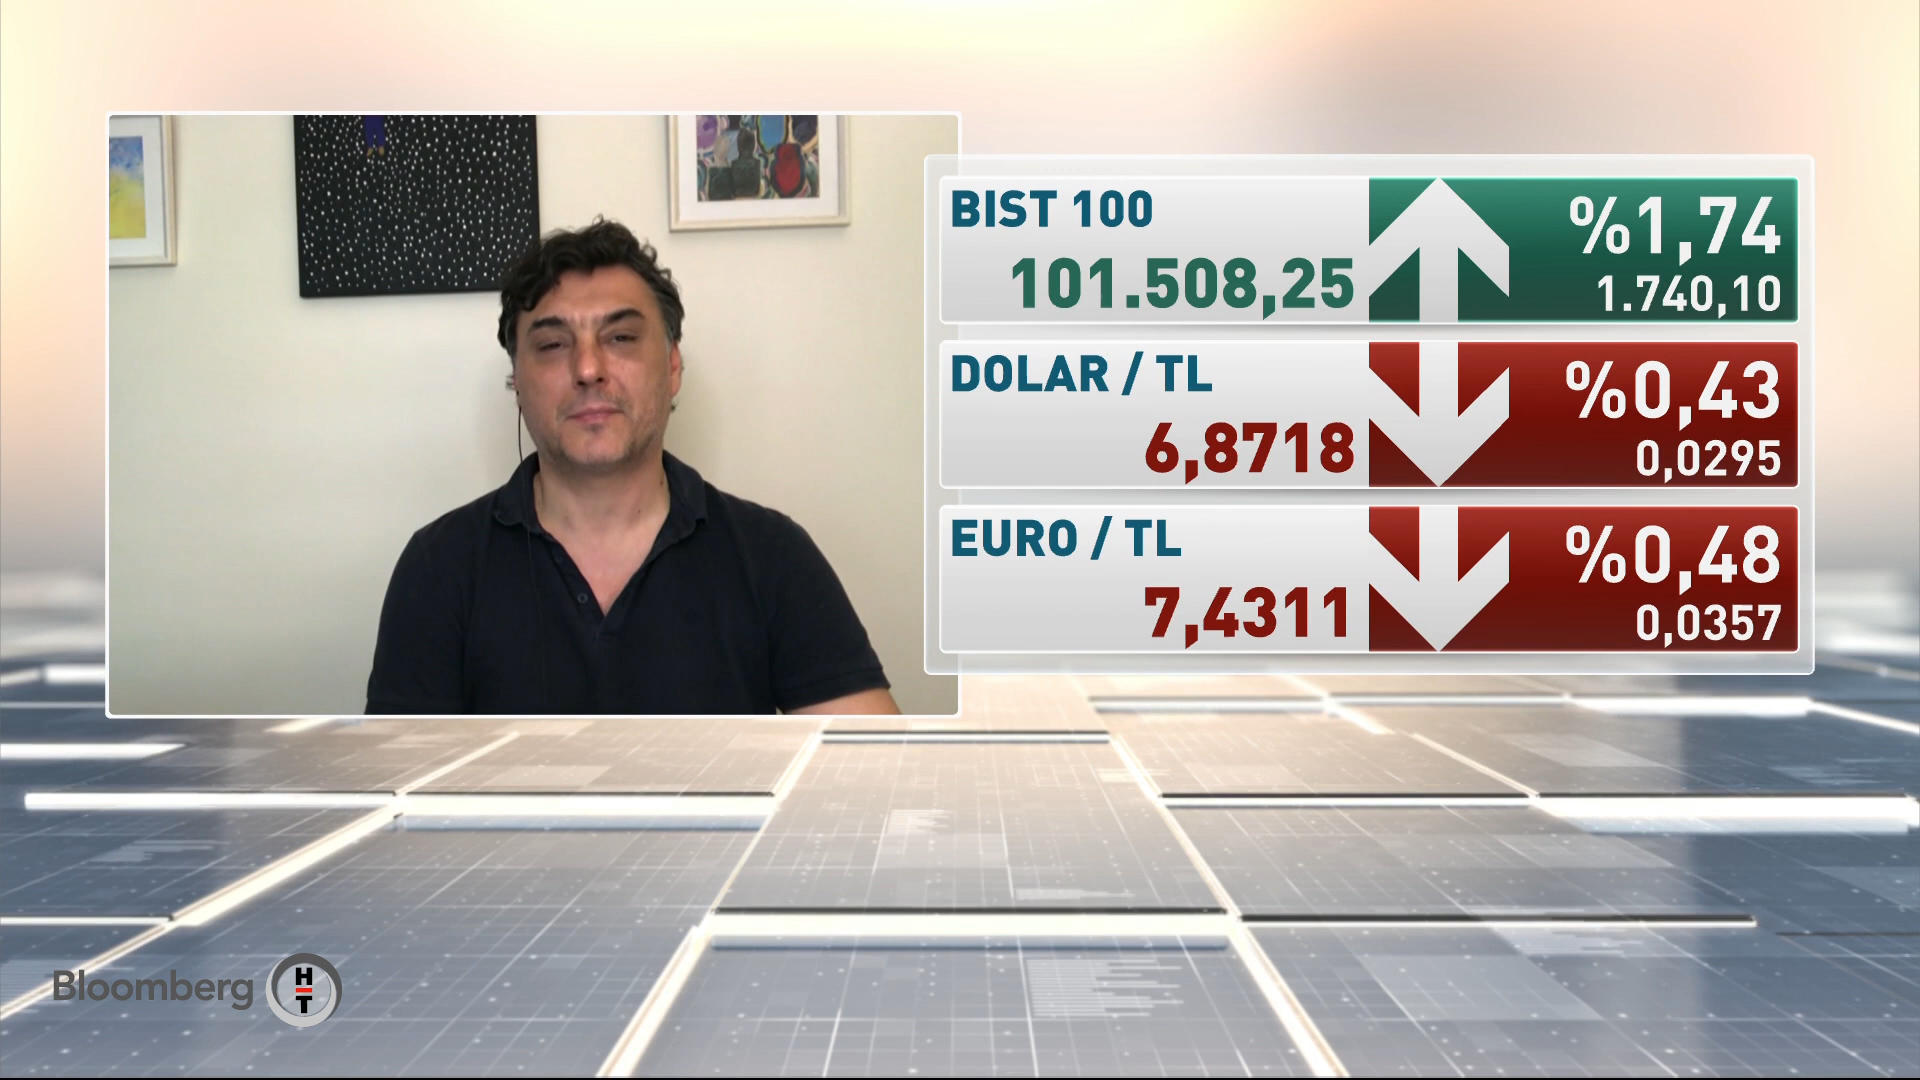 BIST 100
101.508,25
%1,74
1.740,10
DOLAR / TL
6,8718
%0,43
0,0295
EURO / TL
7,4311
%0,48
0,0357
Bloomberg HT